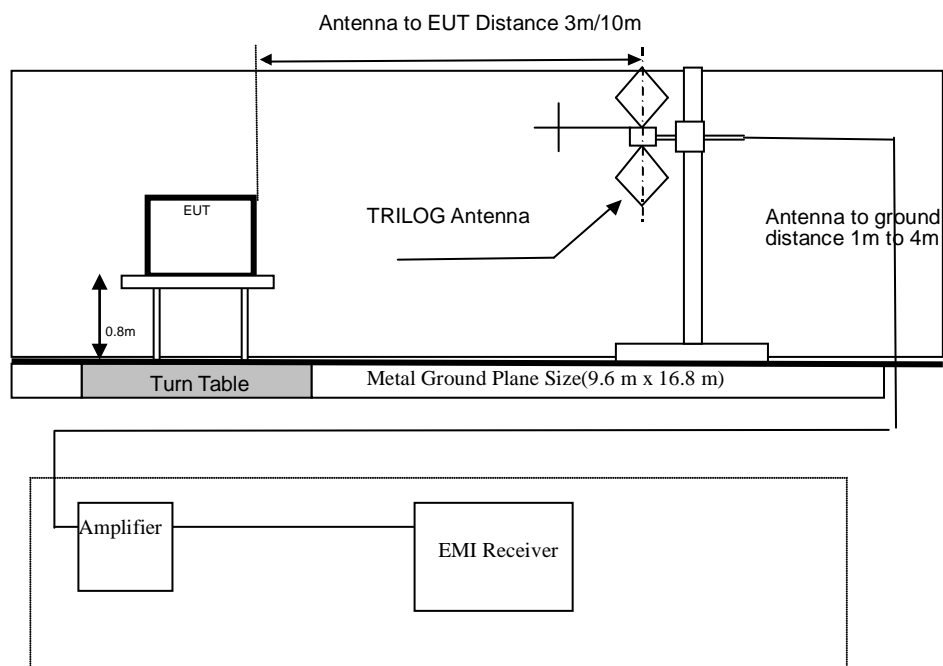 Antenna to EUT Distance 3m/10m
EUT
TRILOG Antenna
Antenna to ground
distance 1m to 4m
0.8m
Turn Table
Metal Ground Plane Size(9.6 m x 16.8 m)
Amplifier
EMI Receiver